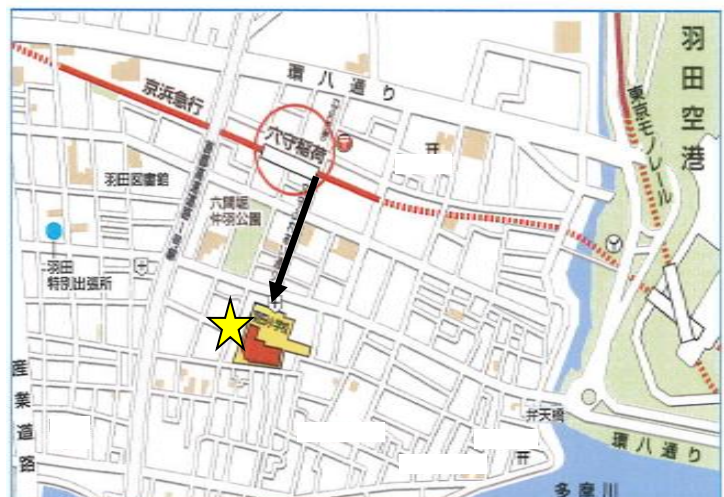 環八通り
羽田空港
京浜急行
穴守稲荷
東京モノレール
羽田図書館
六間堀
仲羽公園
羽田
特別出張所
産業道路
弁天橋
環八通り
多摩川